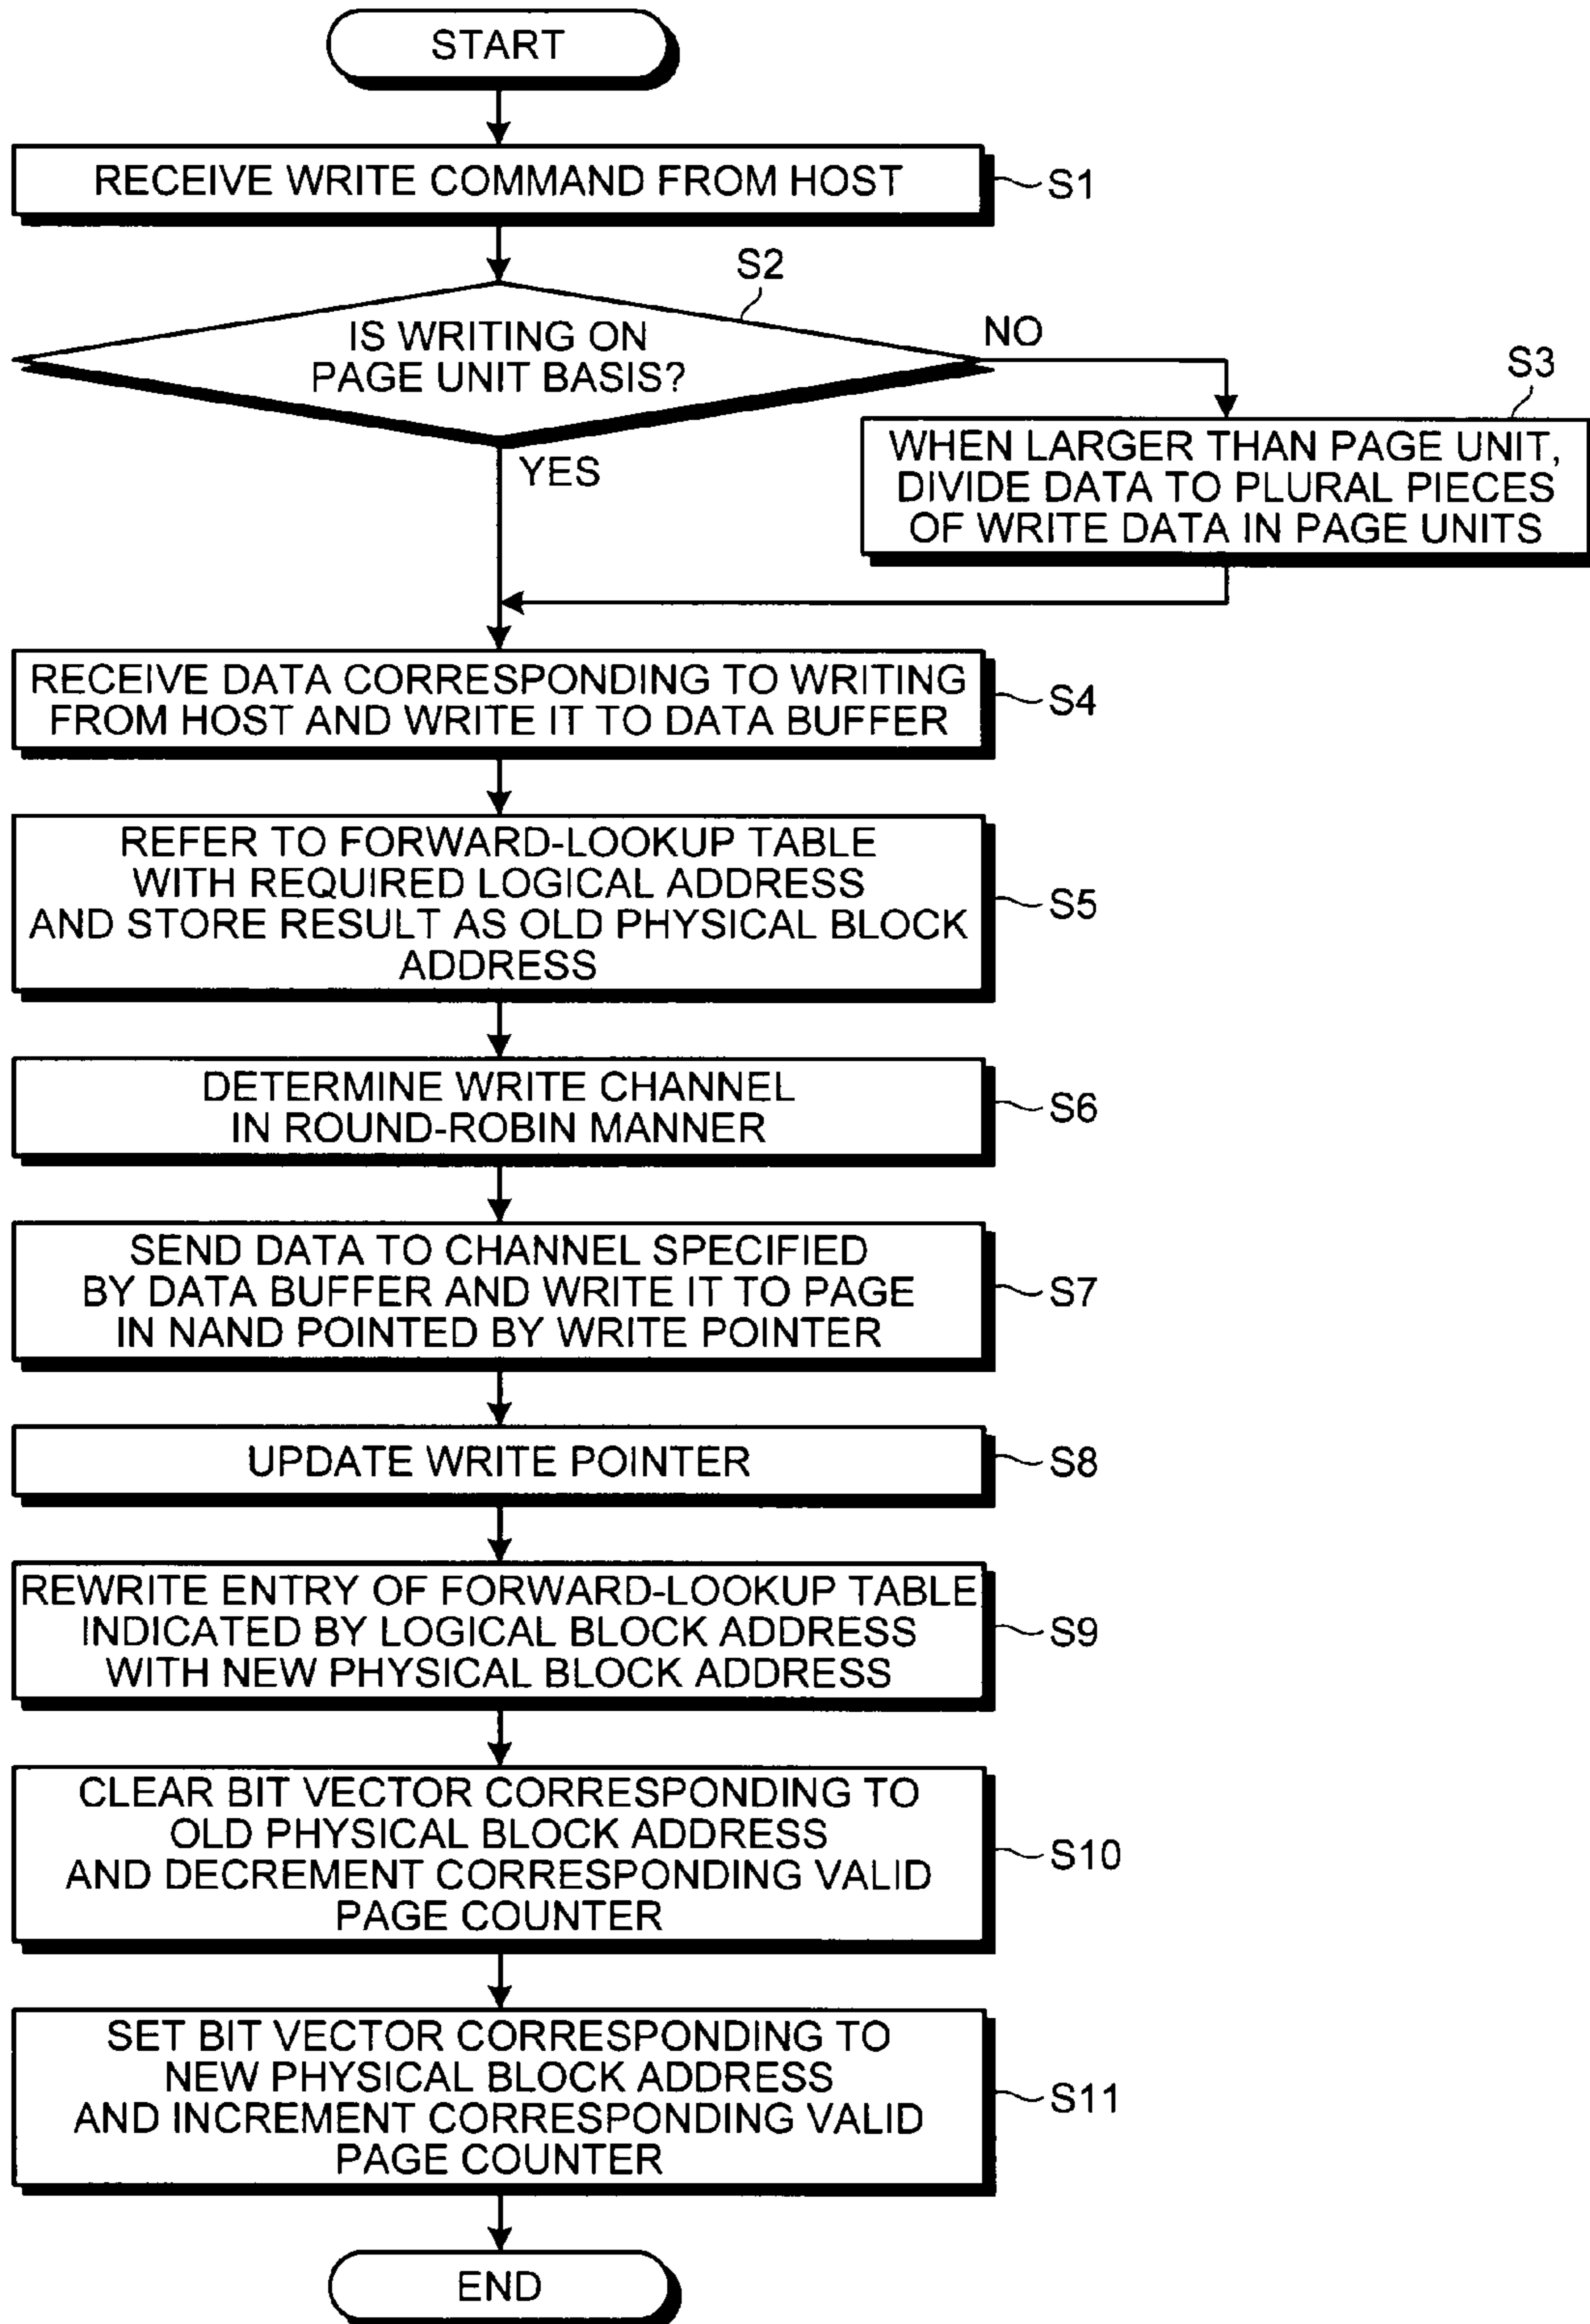 START
RECEIVE WRITE COMMAND FROM HOST
S1
S2
IS WRITING ON
PAGE UNIT BASIS?
NO
YES
S3
WHEN LARGER THAN PAGE UNIT,
DIVIDE DATA TO PLURAL PIECES
OF WRITE DATA IN PAGE UNITS
RECEIVE DATA CORRESPONDING TO WRITING
FROM HOST AND WRITE IT TO DATA BUFFER
S4
REFER TO FORWARD-LOOKUP TABLE
WITH REQUIRED LOGICAL ADDRESS
AND STORE RESULT AS OLD PHYSICAL BLOCK
ADDRESS
S5
DETERMINE WRITE CHANNEL
IN ROUND-ROBIN MANNER
S6
SEND DATA TO CHANNEL SPECIFIED
BY DATA BUFFER AND WRITE IT TO PAGE
IN NAND POINTED BY WRITE POINTER
S7
UPDATE WRITE POINTER
S8
REWRITE ENTRY OF FORWARD-LOOKUP TABLE
INDICATED BY LOGICAL BLOCK ADDRESS
WITH NEW PHYSICAL BLOCK ADDRESS
S9
CLEAR BIT VECTOR CORRESPONDING TO
OLD PHYSICAL BLOCK ADDRESS
AND DECREMENT CORRESPONDING VALID
PAGE COUNTER
S10
SET BIT VECTOR CORRESPONDING TO
NEW PHYSICAL BLOCK ADDRESS
AND INCREMENT CORRESPONDING VALID
PAGE COUNTER
S11
END